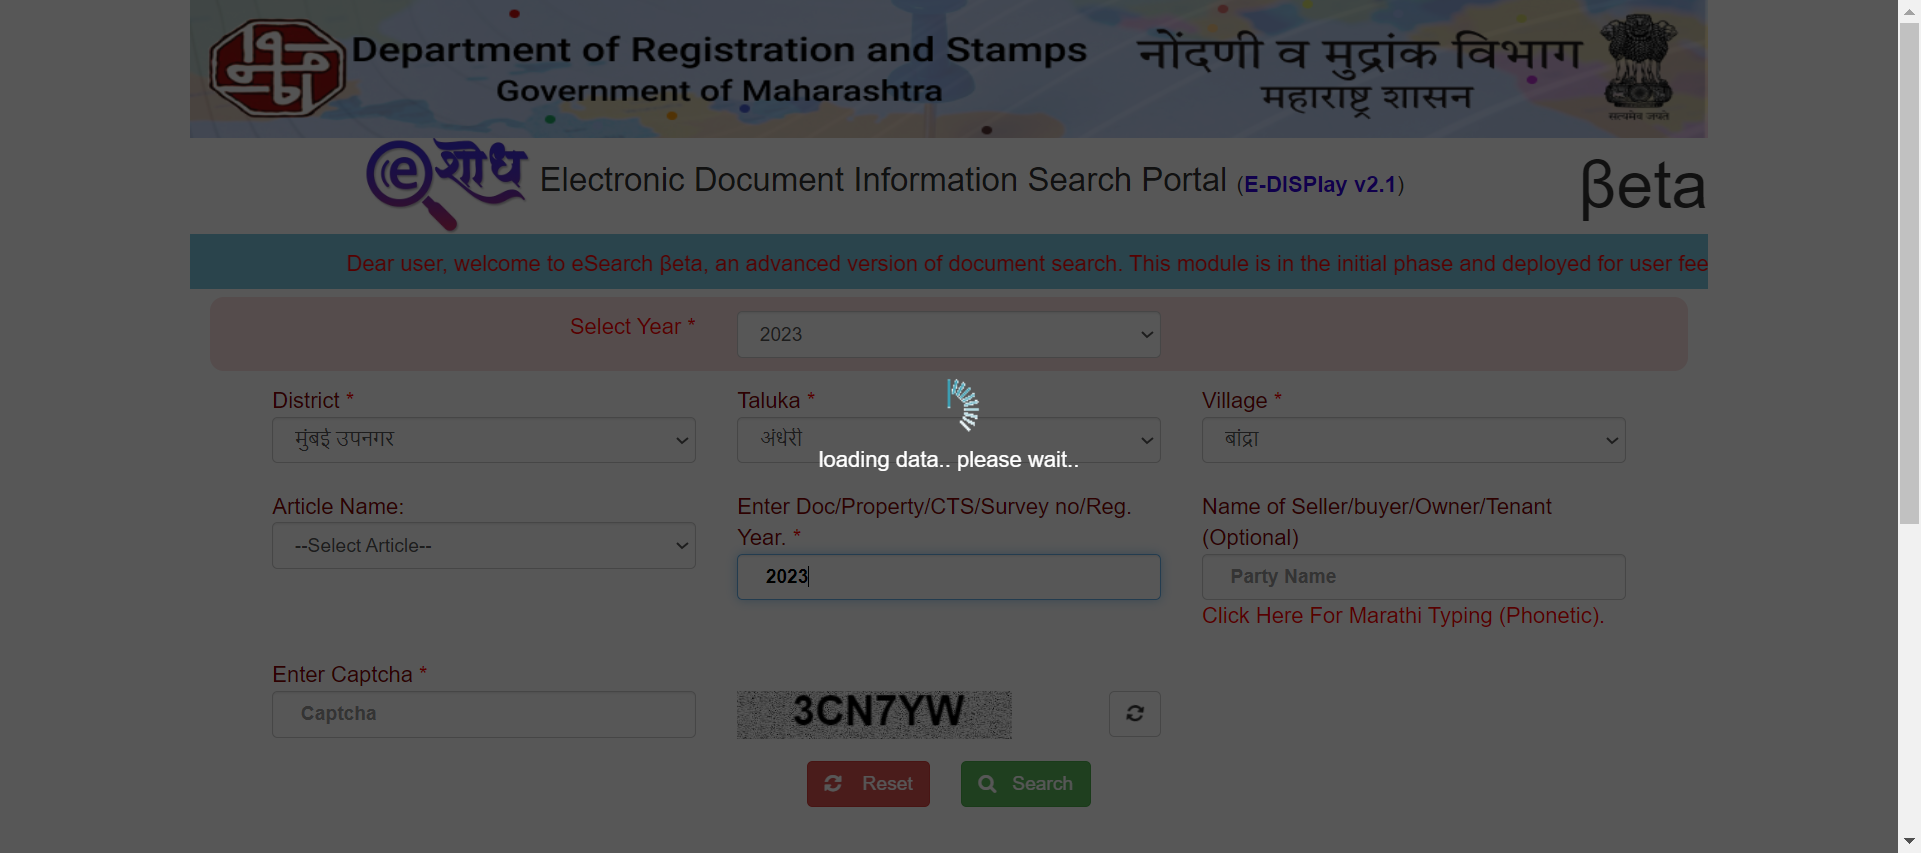 Department of Registration and Stamps
Government of Maharashtra
नोंदणी व मुद्रांक विभाग
महाराष्ट्र शासन
सत्यमेव जयते
e शोध
Electronic Document Information Search Portal (E-DISPlay v2.1)
βeta
Dear user, welcome to eSearch βeta, an advanced version of document search. This module is in the initial phase and deployed for user fee
Select Year *
2023
District *
Taluka *
Village *
मुंबई उपनगर
अंधेरी
बांद्रा
loading data.. please wait..
Article Name:
Enter Doc/Property/CTS/Survey no/Reg.
Year. *
Name of Seller/buyer/Owner/Tenant
(Optional)
--Select Article--
2023
Party Name
Click Here For Marathi Typing (Phonetic).
Enter Captcha *
Captcha
3CN7YW
Reset
Search